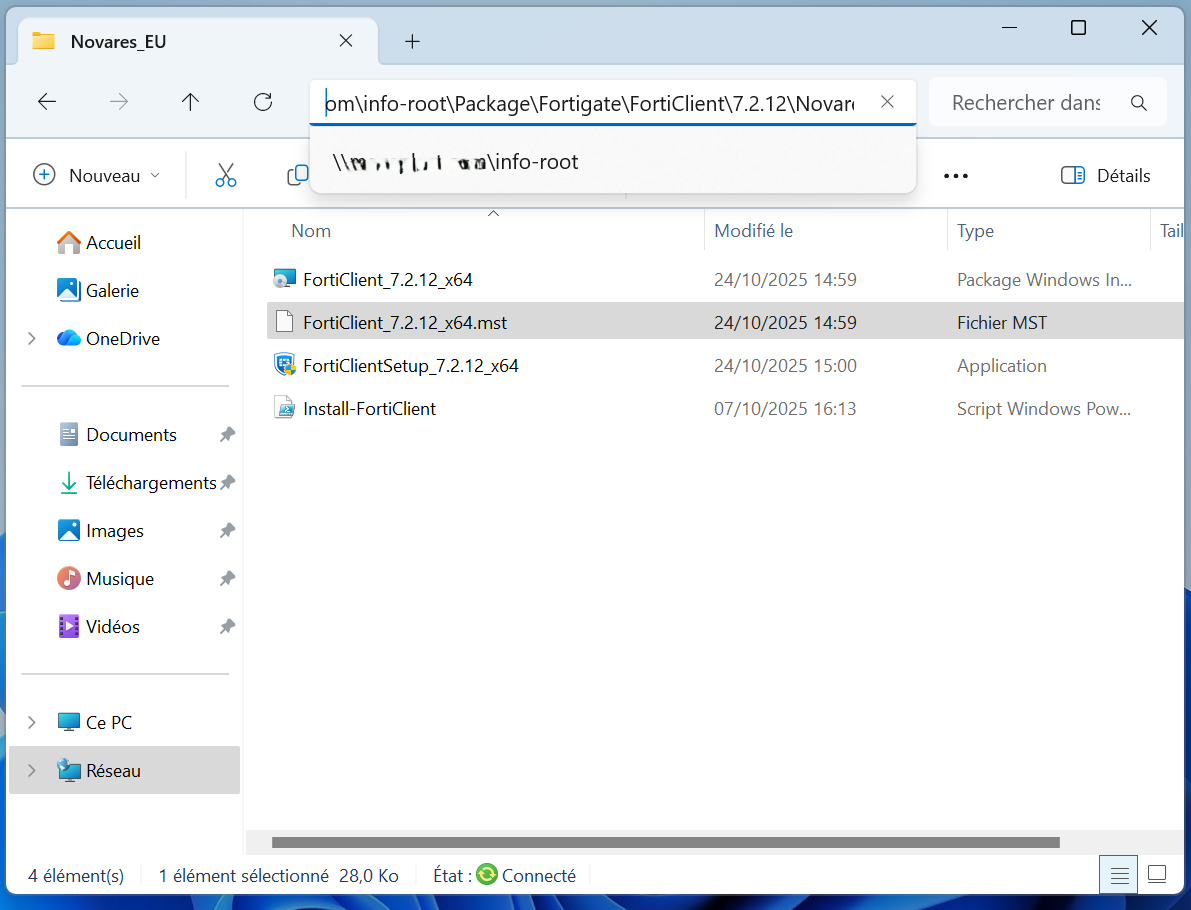 Novares_EU
om\info-root\Package\Fortigate\FortiClient\7.2.12\Novare
Rechercher dans
\\ \info-root
Nouveau
Détails
Nom
Modifié le
Type
Tail
Accueil
Galerie
OneDrive
Documents
Téléchargements
Images
Musique
Vidéos
Ce PC
Réseau
FortiClient_7.2.12_x64 24/10/2025 14:59 Package Windows In...
FortiClient_7.2.12_x64.mst 24/10/2025 14:59 Fichier MST
FortiClientSetup_7.2.12_x64 24/10/2025 15:00 Application
Install-FortiClient 07/10/2025 16:13 Script Windows Pow...
4 élément(s) 1 élément sélectionné 28,0 Ko État : Connecté